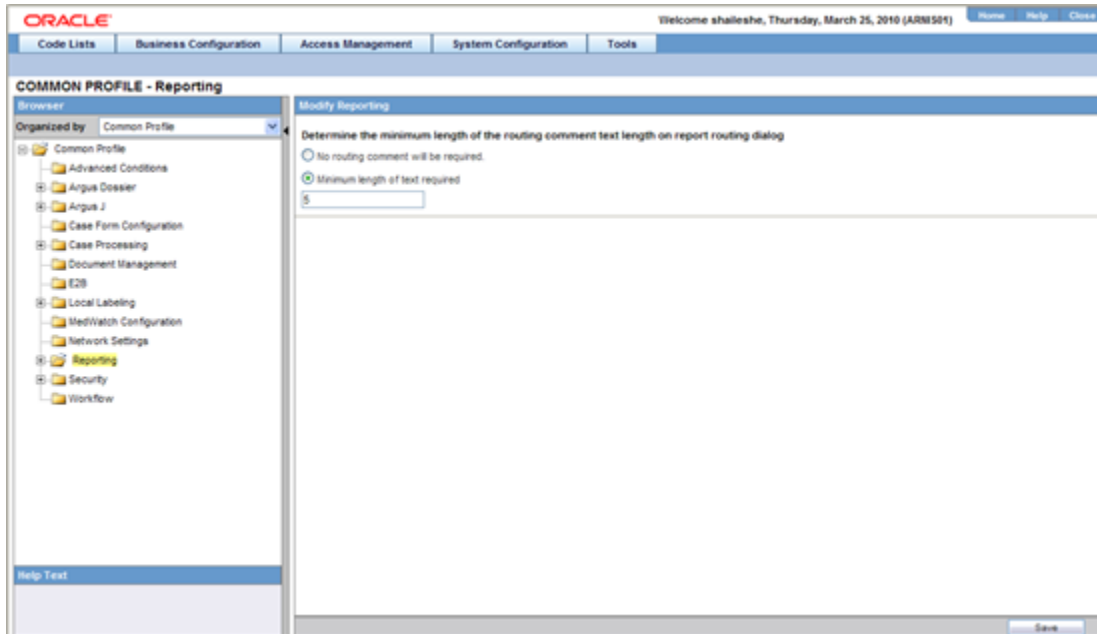 ORACLE
Welcome shaileshe, Thursday, March 25, 2010 (ARNIS01)
Home Help Close
Code Lists Business Configuration Access Management System Configuration Tools
COMMON PROFILE - Reporting
Browser
Organized by Common Profile
Common Profile
Advanced Conditions
Argus Dossier
Argus J
Case Form Configuration
Case Processing
Document Management
E2B
Local Labeling
MedWatch Configuration
Network Settings
Reporting
Security
Workflow
Help Text
Modify Reporting
Determine the minimum length of the routing comment text length on report routing dialog
No routing comment will be required.
Minimum length of text required
5
Save